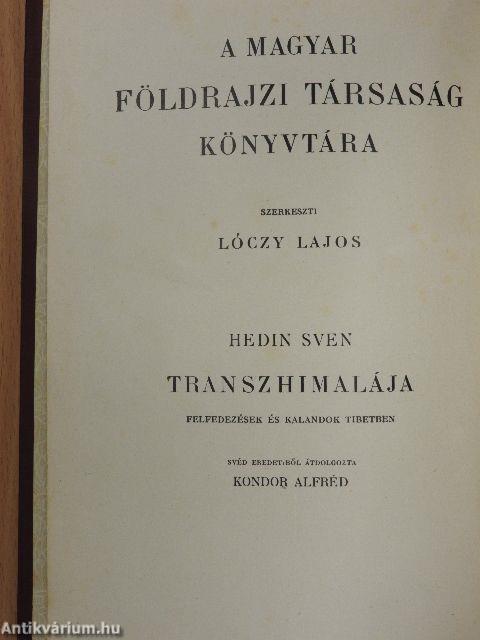 A MAGYAR
FÖLDRAJZI TÁRSASÁG
KÖNYVTÁRA
SZERKESZTI
LÓCZY LAJOS
HEDIN SVEN
TRANSZHIMALÁJA
FELFEDEZÉSEK ÉS KALANDOK TIBETBEN
SVÉD EREDETIBŐL ÁTDOLGOZTA
KONDOR ALFRÉD
Antikvárium.hu